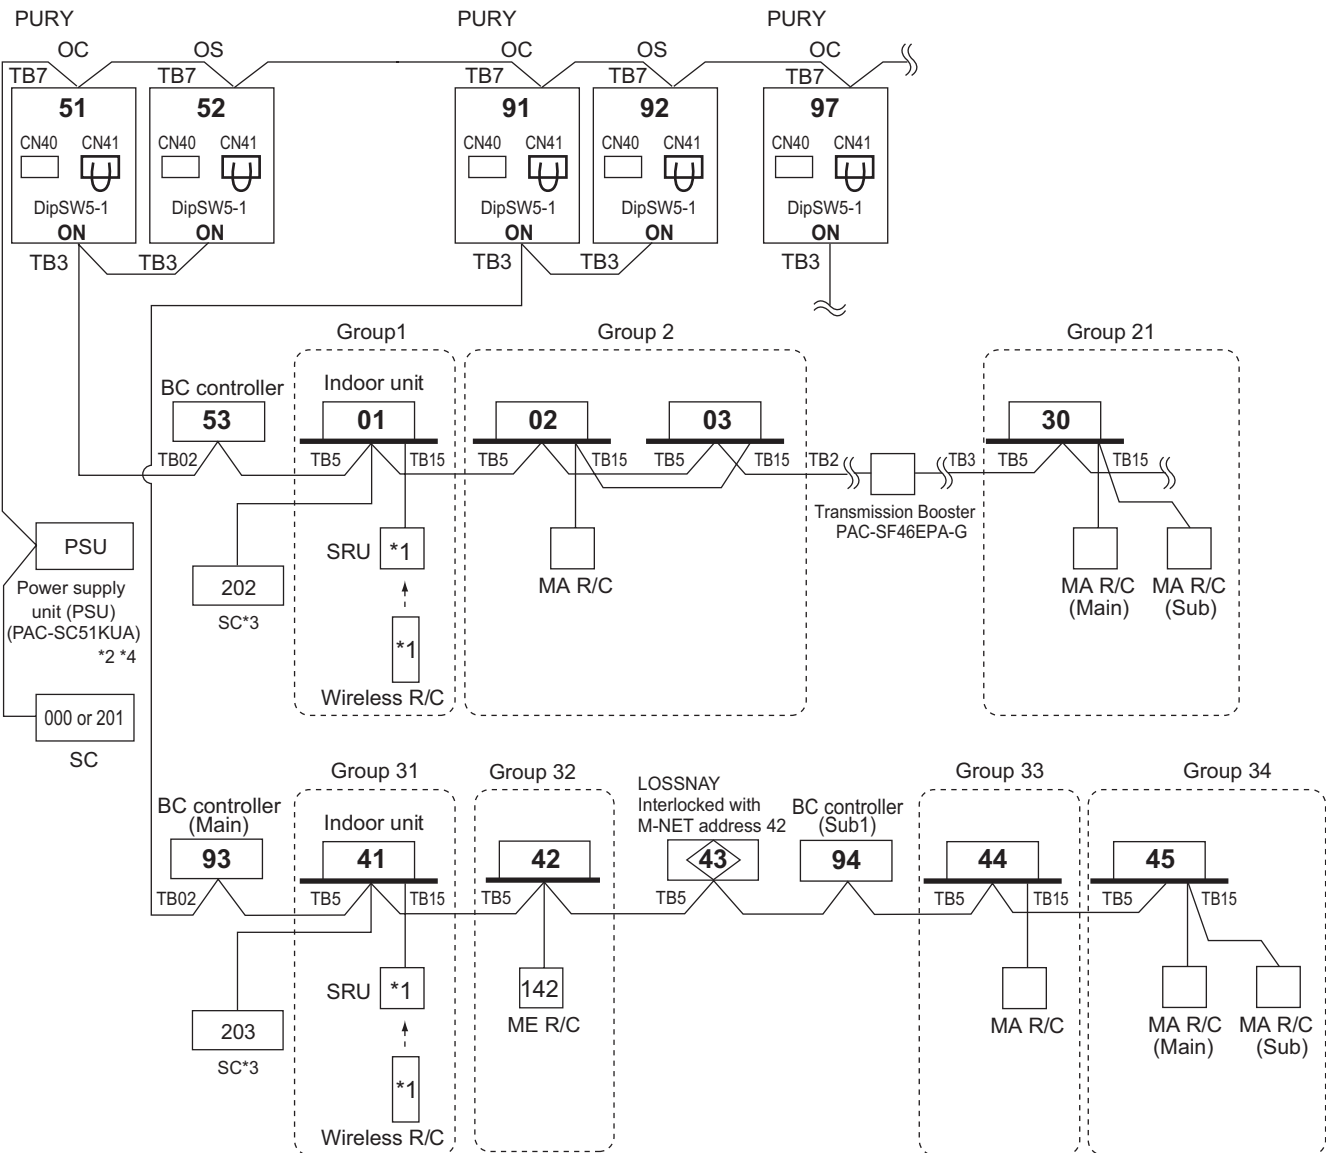 PURY
PURY
PURY
OC
OS
OC
OS
OC
TB7
TB7
TB7
TB7
TB7
51
52
91
92
97
CN40
CN41
CN40
CN41
CN40
CN41
CN40
CN41
CN40
CN41
DipSW5-1
DipSW5-1
DipSW5-1
DipSW5-1
DipSW5-1
ON
ON
ON
ON
ON
TB3
TB3
TB3
TB3
TB3
Group1
Group 2
Group 21
BC controller
Indoor unit
53
01
02
03
30
TB02
TB5
TB15
TB5
TB15
TB5
TB15
TB2
TB3
TB5
TB15
Transmission Booster
PAC-SF46EPA-G
PSU
Power supply
unit (PSU)
(PAC-SC51KUA)
*2 *4
202
SC*3
SRU
*1
*1
Wireless R/C
MA R/C
MA R/C
(Main)
MA R/C
(Sub)
000 or 201
SC
Group 31
Group 32
Group 33
Group 34
BC controller
(Main)
Indoor unit
LOSSNAY
Interlocked with
M-NET address 42
BC controller
(Sub1)
93
41
42
43
94
44
45
TB02
TB5
TB15
TB5
TB5
TB5
TB15
TB5
TB15
203
SC*3
SRU
*1
*1
Wireless R/C
142
ME R/C
MA R/C
MA R/C
(Main)
MA R/C
(Sub)